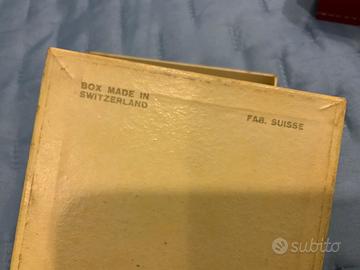 BOX MADE IN
SWITZERLAND
FAB. SUISSE
subito